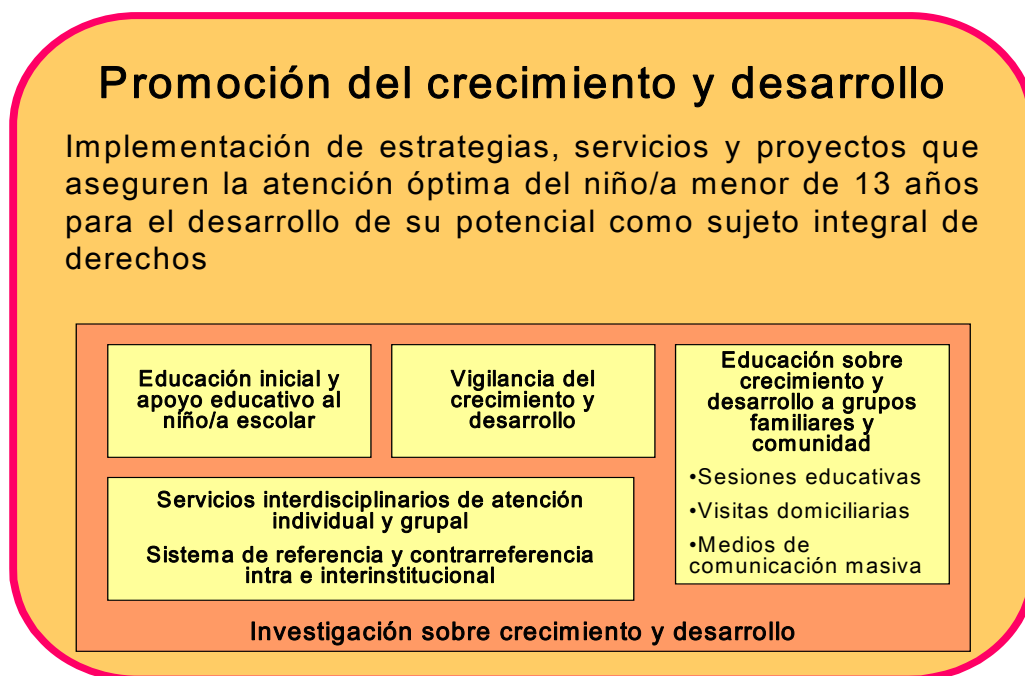 Promoción del crecimiento y desarrollo
Implementación de estrategias, servicios y proyectos que
aseguren la atención óptima del niño/a menor de 13 años
para el desarrollo de su potencial como sujeto integral de
derechos
Educación inicial y
apoyo educativo al
niño/a escolar
Vigilancia del
crecimiento y
desarrollo
Educación sobre
crecimiento y
desarrollo a grupos
familiares y
comunidad
•Sesiones educativas
•Visitas domiciliarias
•Medios de
comunicación masiva
Servicios interdisciplinarios de atención
individual y grupal
Sistema de referencia y contrarreferencia
intra e interinstitucional
Investigación sobre crecimiento y desarrollo